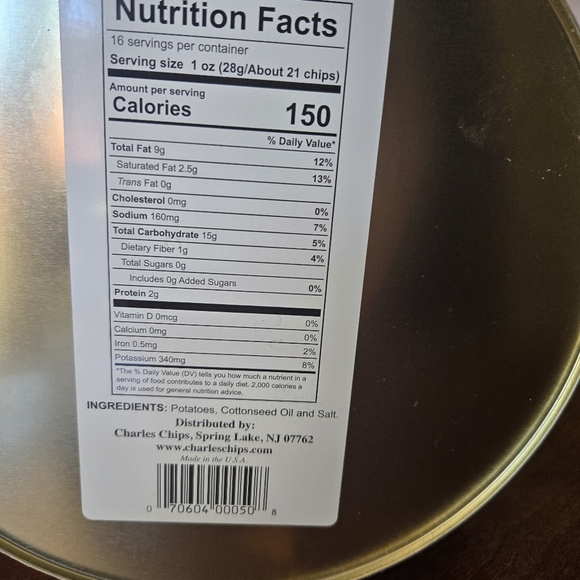 Nutrition Facts
16 servings per container
Serving size 1 oz (28g/About 21 chips)
Amount per serving
Calories 150
% Daily Value*
Total Fat 9g 12%
Saturated Fat 2.5g 13%
Trans Fat 0g
Cholesterol 0mg 0%
Sodium 160mg 7%
Total Carbohydrate 15g 5%
Dietary Fiber 1g 4%
Total Sugars 0g
Includes 0g Added Sugars 0%
Protein 2g
Vitamin D 0mcg 0%
Calcium 0mg 0%
Iron 0.5mg 2%
Potassium 340mg 8%
*The % Daily Value (DV) tells you how much a nutrient in a
serving of food contributes to a daily diet. 2,000 calories a
day is used for general nutrition advice.
INGREDIENTS: Potatoes, Cottonseed Oil and Salt.
Distributed by:
Charles Chips, Spring Lake, NJ 07762
www.charleschips.com
Made in the U.S.A.
0 70604 00050 8